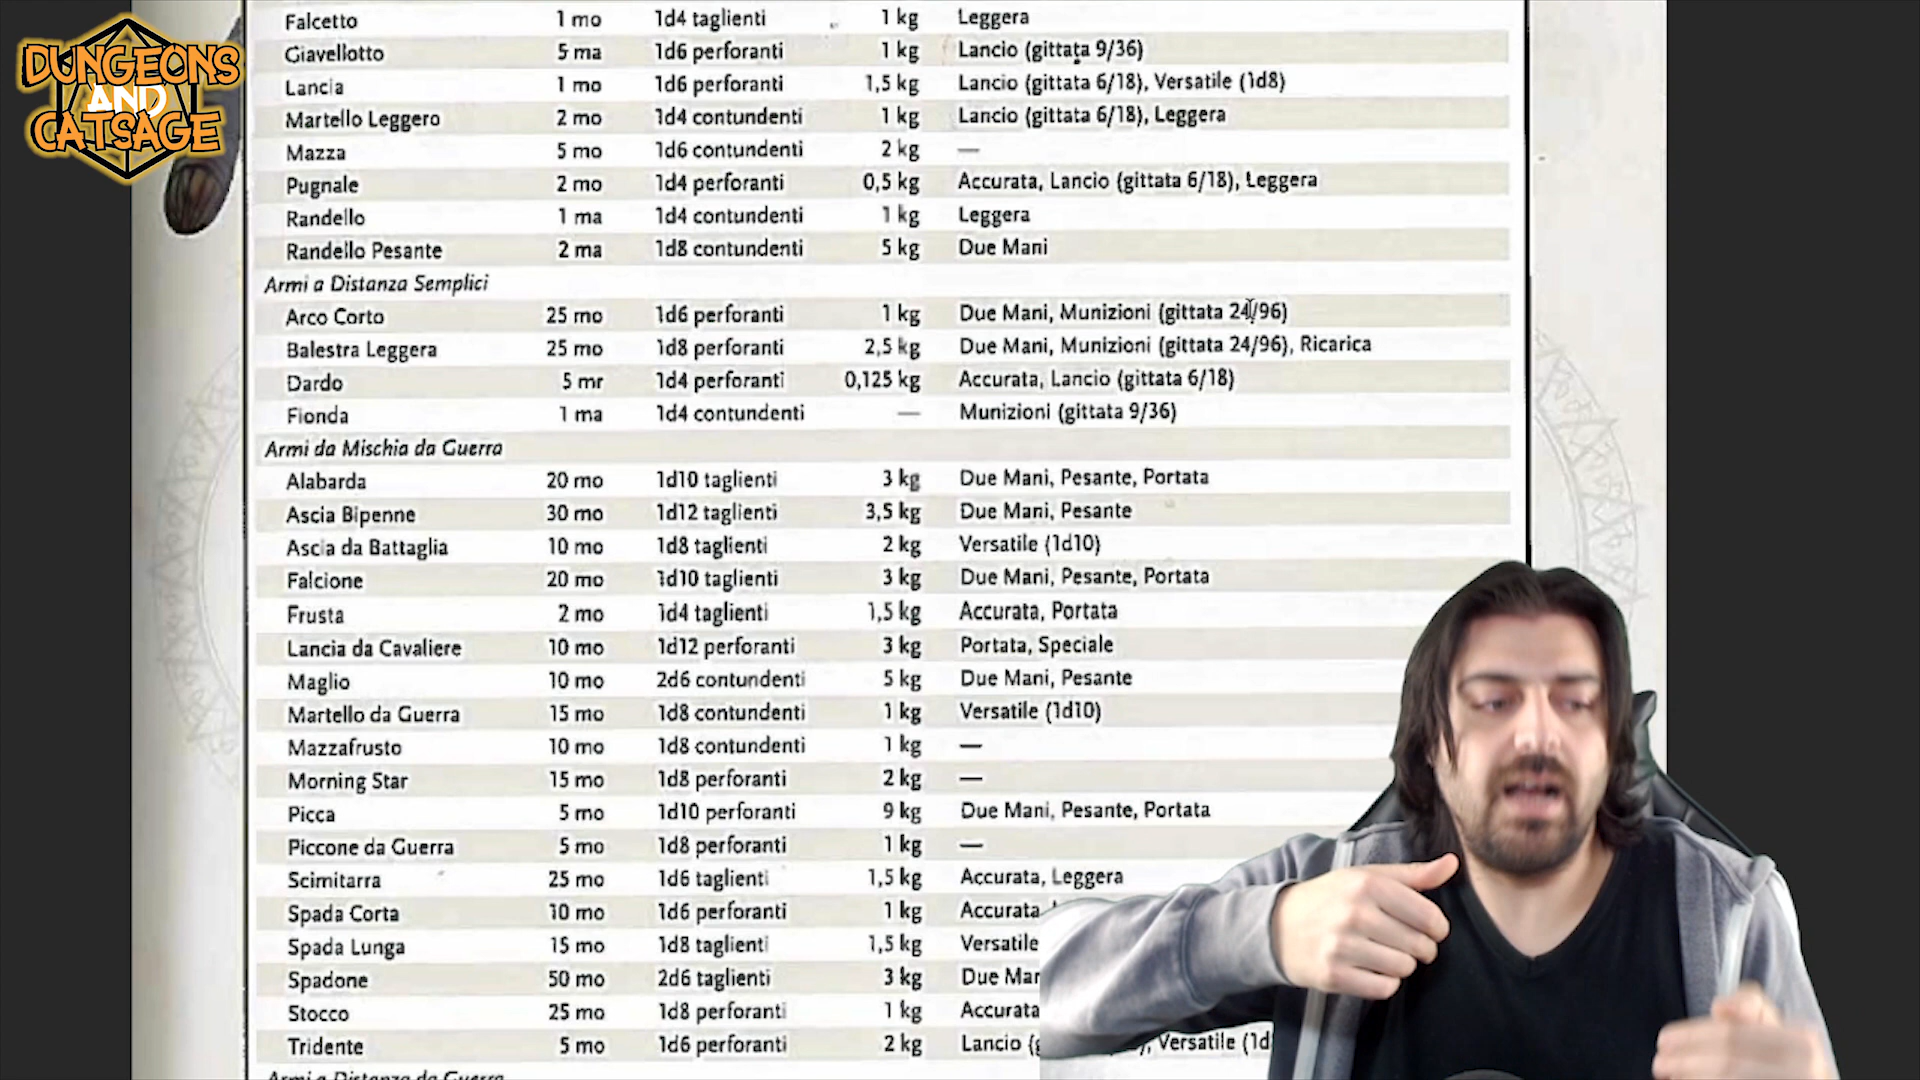 DUNGEONS
AND
CATSAGE
Falcetto 1 mo 1d4 taglienti 1 kg Leggera
Giavellotto 5 ma 1d6 perforanti 1 kg Lancio (gittata 9/36)
Lancia 1 mo 1d6 perforanti 1,5 kg Lancio (gittata 6/18), Versatile (1d8)
Martello Leggero 2 mo 1d4 contundenti 1 kg Lancio (gittata 6/18), Leggera
Mazza 5 mo 1d6 contundenti 2 kg —
Pugnale 2 mo 1d4 perforanti 0,5 kg Accurata, Lancio (gittata 6/18), Leggera
Randello 1 ma 1d4 contundenti 1 kg Leggera
Randello Pesante 2 ma 1d8 contundenti 5 kg Due Mani
Armi a Distanza Semplici
Arco Corto 25 mo 1d6 perforanti 1 kg Due Mani, Munizioni (gittata 24/96)
Balestra Leggera 25 mo 1d8 perforanti 2,5 kg Due Mani, Munizioni (gittata 24/96), Ricarica
Dardo 5 mr 1d4 perforanti 0,125 kg Accurata, Lancio (gittata 6/18)
Fionda 1 ma 1d4 contundenti — Munizioni (gittata 9/36)
Armi da Mischia da Guerra
Alabarda 20 mo 1d10 taglienti 3 kg Due Mani, Pesante, Portata
Ascia Bipenne 30 mo 1d12 taglienti 3,5 kg Due Mani, Pesante
Ascia da Battaglia 10 mo 1d8 taglienti 2 kg Versatile (1d10)
Falcione 20 mo 1d10 taglienti 3 kg Due Mani, Pesante, Portata
Frusta 2 mo 1d4 taglienti 1,5 kg Accurata, Portata
Lancia da Cavaliere 10 mo 1d12 perforanti 3 kg Portata, Speciale
Maglio 10 mo 2d6 contundenti 5 kg Due Mani, Pesante
Martello da Guerra 15 mo 1d8 contundenti 1 kg Versatile (1d10)
Mazzafrusto 10 mo 1d8 contundenti 1 kg —
Morning Star 15 mo 1d8 perforanti 2 kg —
Picca 5 mo 1d10 perforanti 9 kg Due Mani, Pesante, Portata
Piccone da Guerra 5 mo 1d8 perforanti 1 kg —
Scimitarra 25 mo 1d6 taglienti 1,5 kg Accurata, Leggera
Spada Corta 10 mo 1d6 perforanti 1 kg Accurata
Spada Lunga 15 mo 1d8 taglienti 1,5 kg Versatile
Spadone 50 mo 2d6 taglienti 3 kg Due
Stocco 25 mo 1d8 perforanti 1 kg Accurata
Tridente 5 mo 1d6 perforanti 2 kg Lancio Versatile (1d
Armi a Distanza da Guerra